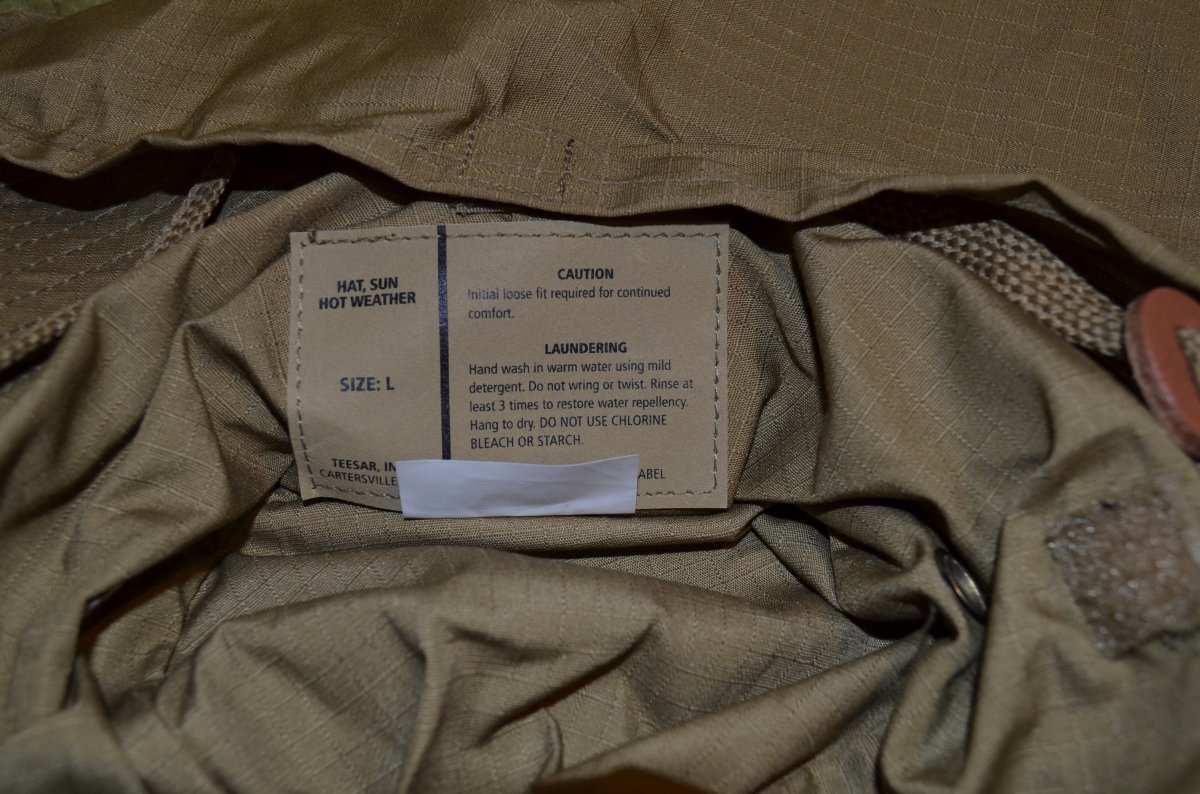 HAT, SUN
HOT WEATHER
SIZE: L
TEESAR,
CARTERSVILLE
CAUTION
Initial loose fit required for continued
comfort.
LAUNDERING
Hand wash in warm water using mild
detergent. Do not wring or twist. Rinse at
least 3 times to restore water repellency.
Hang to dry. DO NOT USE CHLORINE
BLEACH OR STARCH.